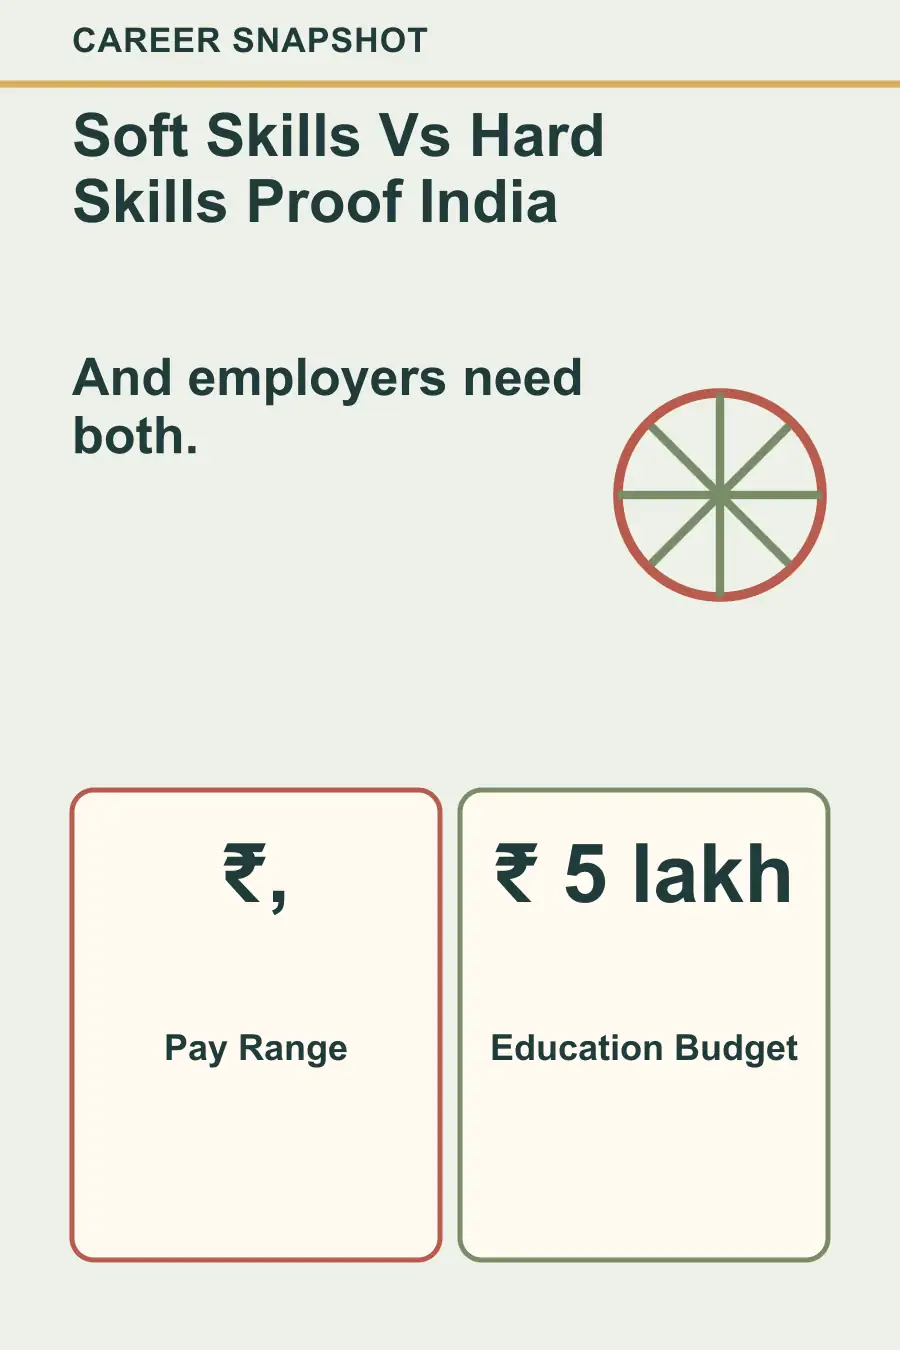 CAREER SNAPSHOT
Soft Skills Vs Hard
Skills Proof India
And employers need
both.
₹,
Pay Range
₹ 5 lakh
Education Budget